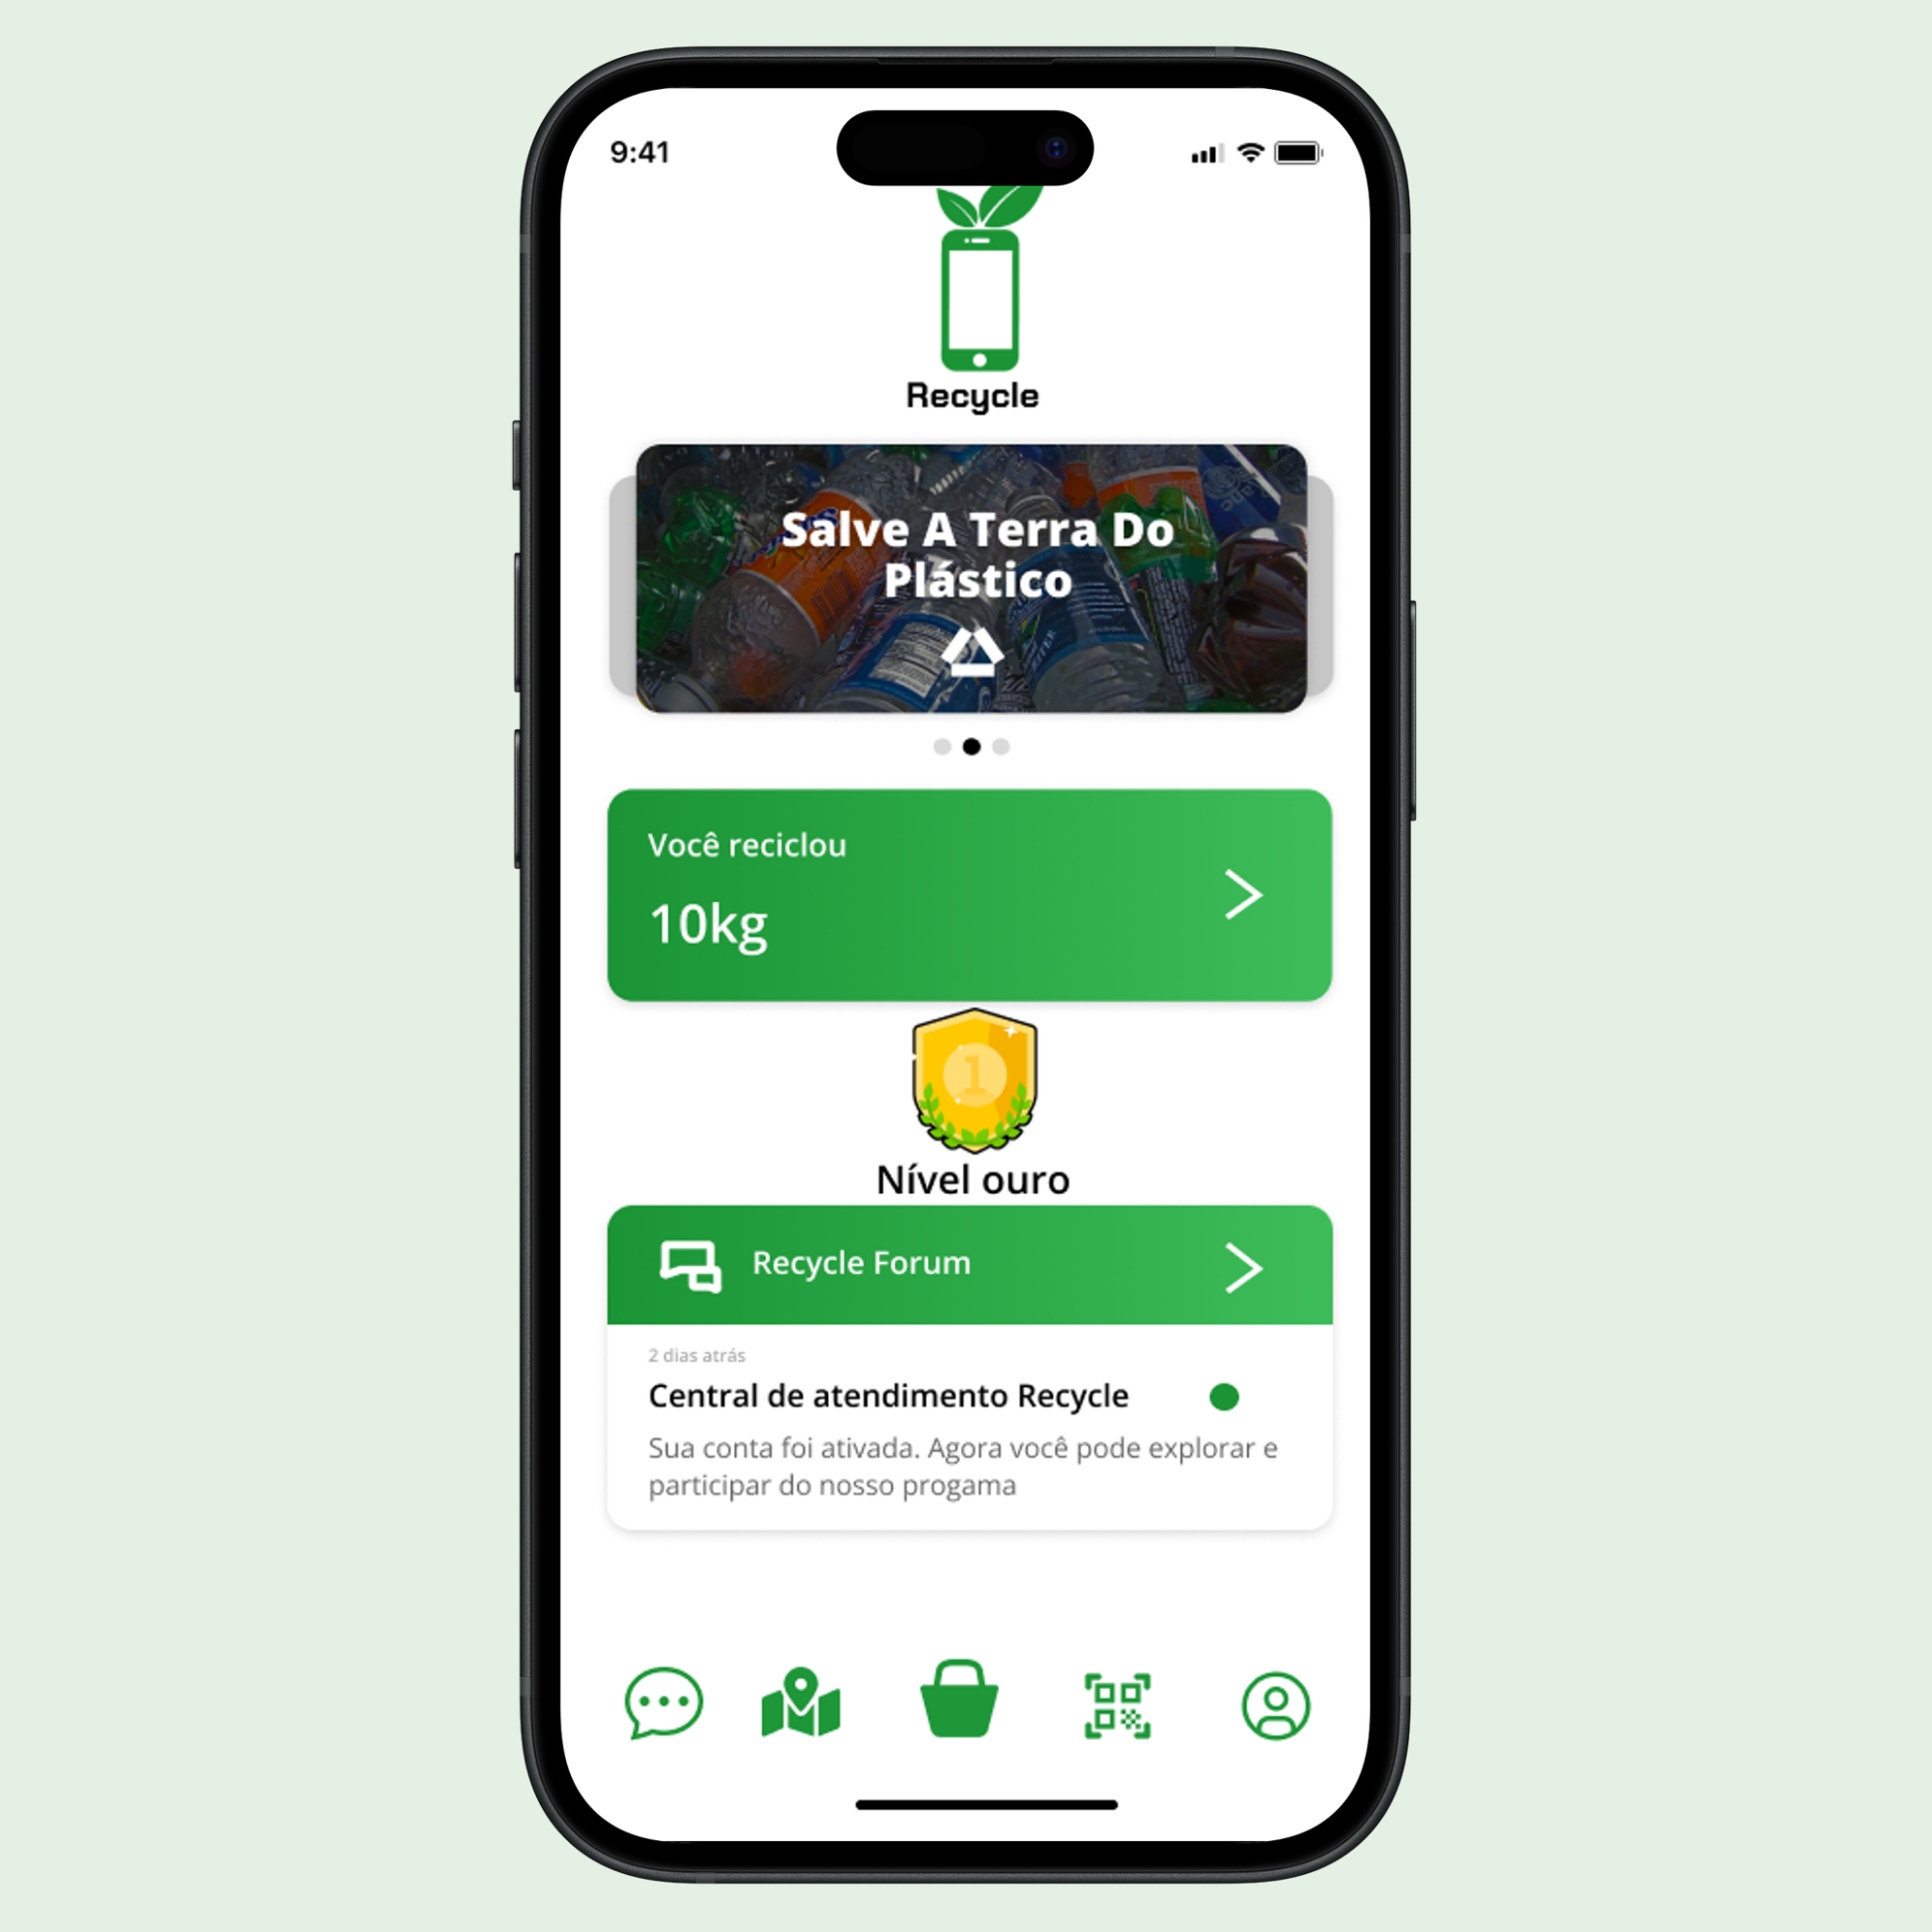 9:41
Recycle
Salve A Terra Do
Plástico
Você reciclou
10kg
1
Nível ouro
Recycle Forum
2 dias atrás
Central de atendimento Recycle
Sua conta foi ativada. Agora você pode explorar e
participar do nosso progama